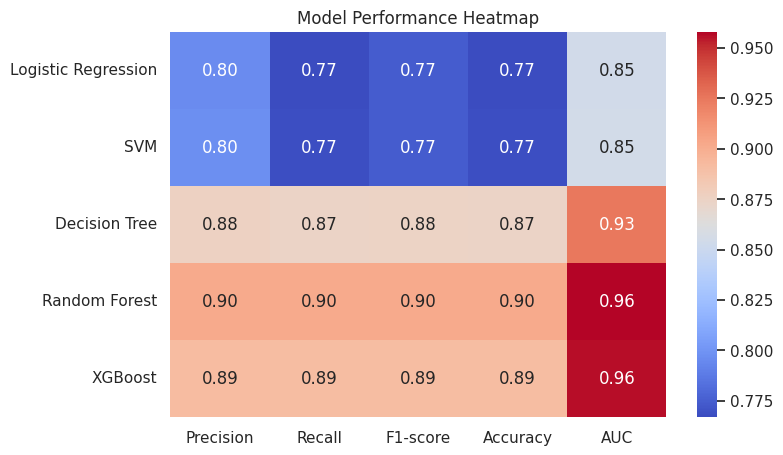 Model Performance Heatmap
Logistic Regression 0.80 0.77 0.77 0.77 0.85
SVM 0.80 0.77 0.77 0.77 0.85
Decision Tree 0.88 0.87 0.88 0.87 0.93
Random Forest 0.90 0.90 0.90 0.90 0.96
XGBoost 0.89 0.89 0.89 0.89 0.96
Precision Recall F1-score Accuracy AUC
0.950
0.925
0.900
0.875
0.850
0.825
0.800
0.775